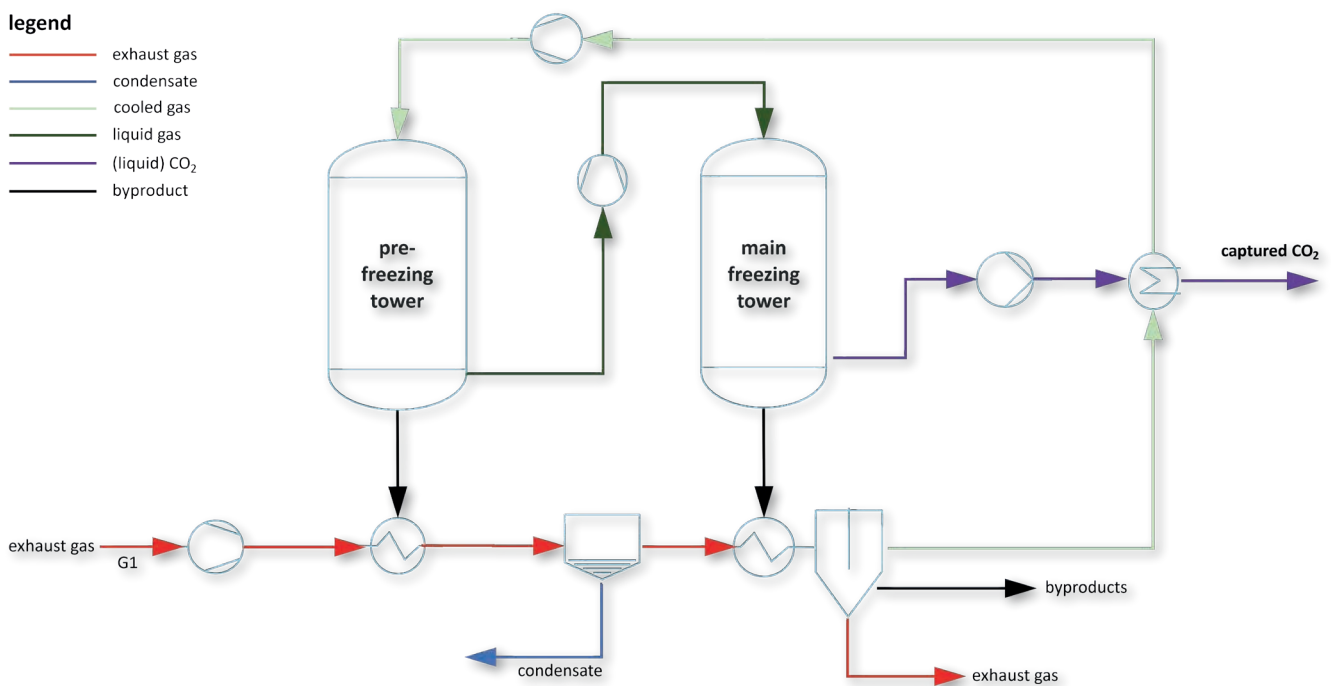 legend
exhaust gas
condensate
cooled gas
liquid gas
(liquid) CO₂
byproduct
pre-
freezing
tower
main
freezing
tower
captured CO₂
exhaust gas
G1
condensate
byproducts
exhaust gas